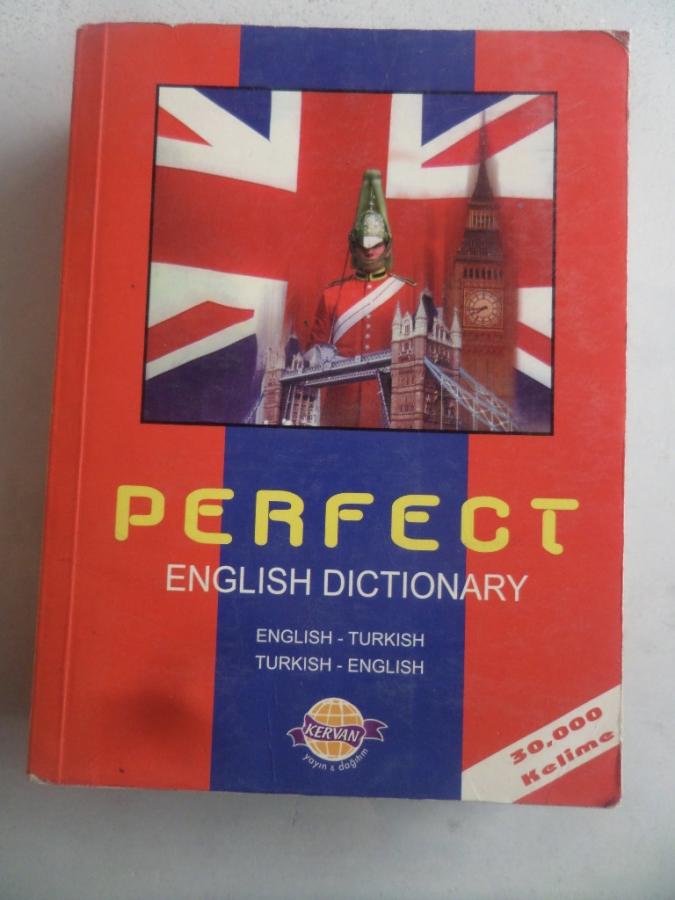 PERFECT
ENGLISH DICTIONARY
ENGLISH - TURKISH
TURKISH - ENGLISH
KERVAN
yayın & dağıtım
30,000
Kelime